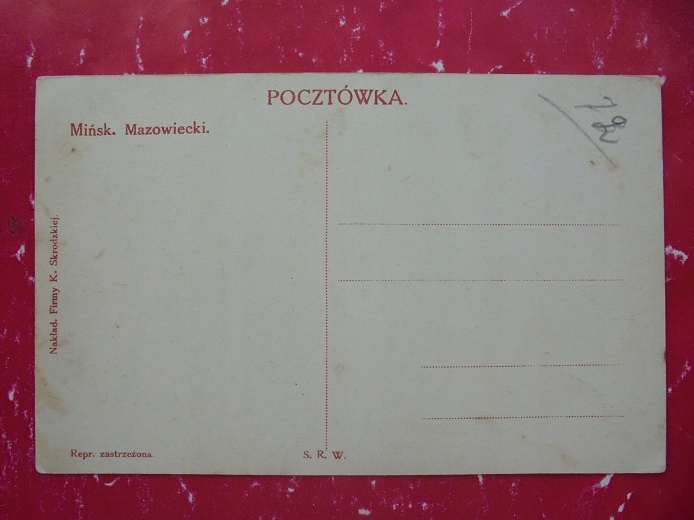 POCZTÓWKA.
Mińsk. Mazowiecki.
Nakład. Firmy K. Skrodzkiej.
Repr. zastrzeżona.
S. R. W.